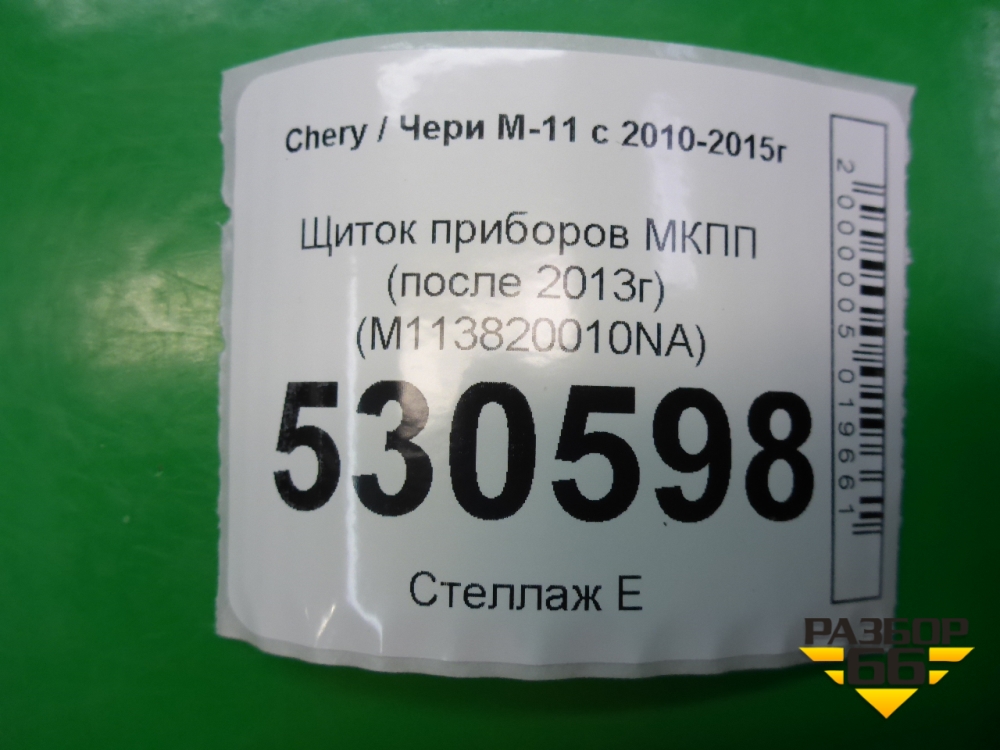 Chery / Чери М-11 с 2010-2015г
Щиток приборов МКПП
(после 2013г)
(M113820010NA)
530598
Стеллаж Е
2000005019661
РАЗБОР
66